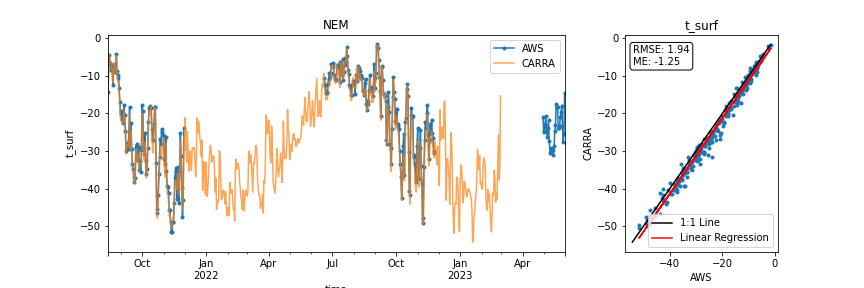 NEM
t_surf
0
−10
−20
−30
−40
−50
t_surf
AWS
CARRA
Oct
Jan
2022
Apr
Jul
Oct
Jan
2023
Apr
time
0
−10
−20
−30
−40
−50
CARRA
RMSE: 1.94
ME: -1.25
1:1 Line
Linear Regression
−40
−20
0
AWS